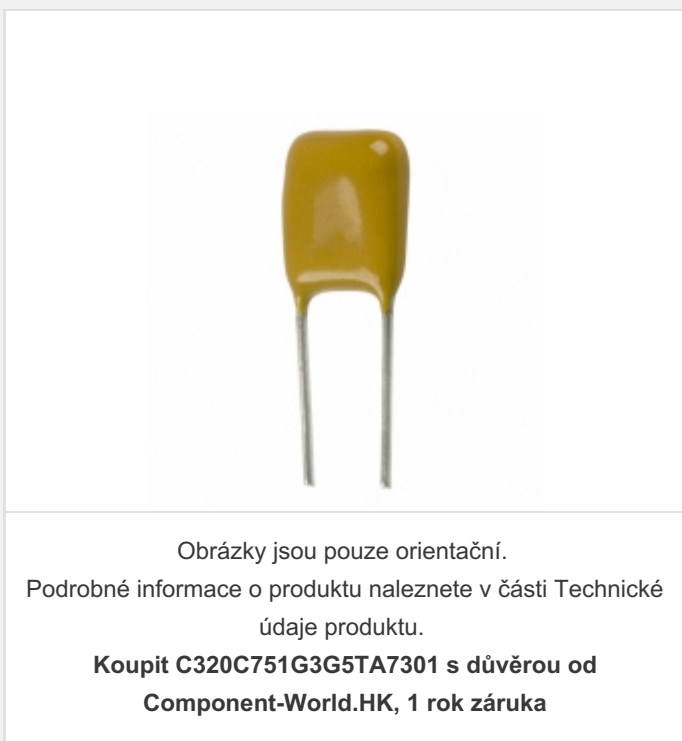 Obrázky jsou pouze orientační.
Podrobné informace o produktu naleznete v části Technické
údaje produktu.
Koupit C320C751G3G5TA7301 s důvěrou od
Component-World.HK, 1 rok záruka